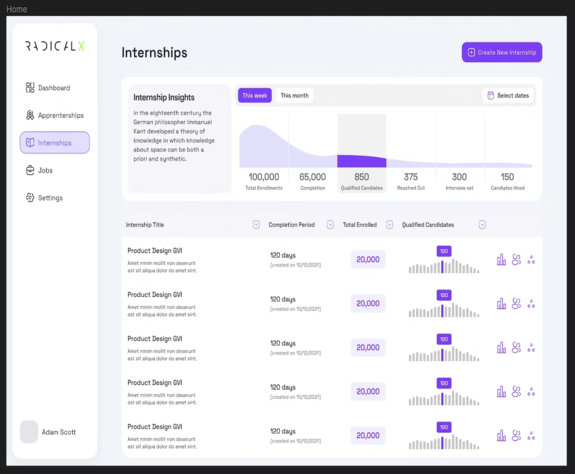 Home
RADICALX
Internships
Create New Internship
Dashboard
Apprenterships
Internships
Jobs
Settings
Adam Scott
Internship Insights
In the eighteenth century the
German philosopher Immanuel
Kant developed a theory of
knowledge in which knowledge
about space can be both a
priori and synthetic.
This week
This month
Select dates
100,000
Total Enrollments
65,000
Completion
850
Qualified Candiates
375
Reached Out
300
Interview set
150
Candiates Hired
Internship Title
Completion Period
Total Enrolled
Qualified Candidates
Product Design GVI
Amet minim mollit non deserunt
est sit aliqua dolor do amet sint.
120 days
(created on 10/12/2021)
20,000
120
Product Design GVI
Amet minim mollit non deserunt
est sit aliqua dolor do amet sint.
120 days
(created on 10/12/2021)
20,000
120
Product Design GVI
Amet minim mollit non deserunt
est sit aliqua dolor do amet sint.
120 days
(created on 10/12/2021)
20,000
120
Product Design GVI
Amet minim mollit non deserunt
est sit aliqua dolor do amet sint.
120 days
(created on 10/12/2021)
20,000
120
Product Design GVI
Amet minim mollit non deserunt
est sit aliqua dolor do amet sint.
120 days
(created on 10/12/2021)
20,000
120